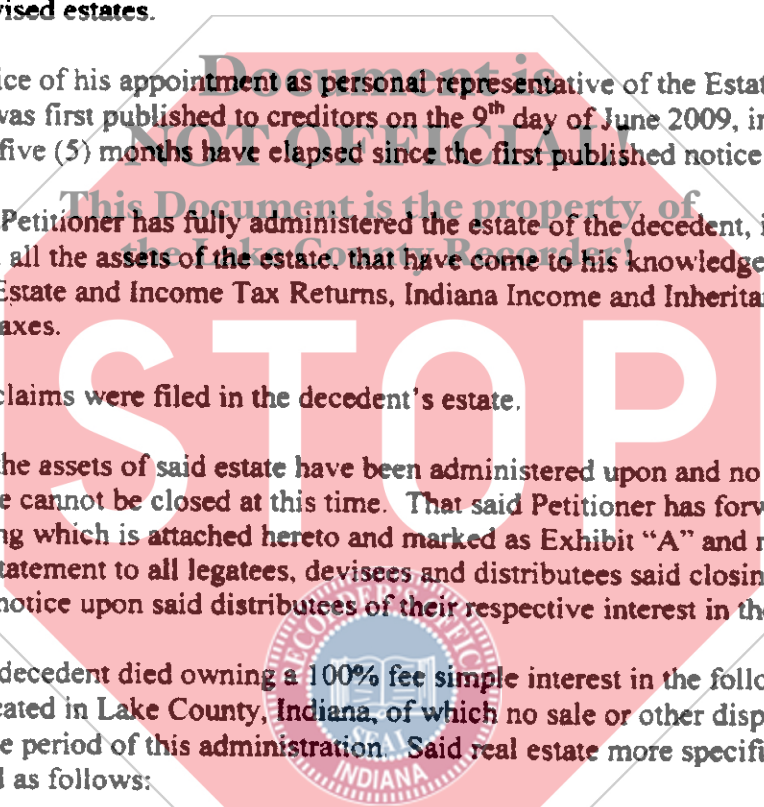 vised estates.
ice of his appointment as personal representative of the Estat
was first published to creditors on the 9th day of June 2009, in
five (5) months have elapsed since the first published notice
Petitioner has fully administered the estate of the decedent, i
all the assets of the estate, that have come to his knowledge
Estate and Income Tax Returns, Indiana Income and Inherita
axes.
claims were filed in the decedent's estate.
the assets of said estate have been administered upon and no
e cannot be closed at this time. That said Petitioner has forv
ng which is attached hereto and marked as Exhibit "A" and r
tatement to all legatees, devisees and distributees said closin
notice upon said distributees of their respective interest in the
decedent died owning a 100% fee simple interest in the follo
cated in Lake County, Indiana, of which no sale or other disp
e period of this administration. Said real estate more specifi
d as follows:
Document is
NOT OFFICIAL!
This Document is the property of
the Lake County Recorder!
STOP
RECORDER'S OFFICE
SEAL
INDIANA